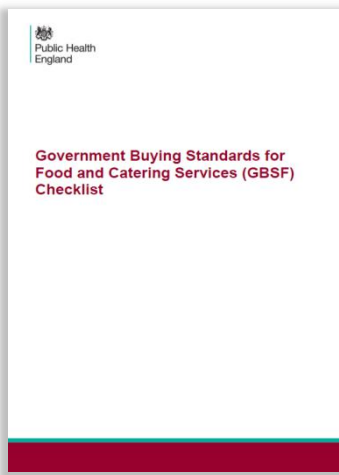 Public Health
England
Government Buying Standards for
Food and Catering Services (GBSF)
Checklist